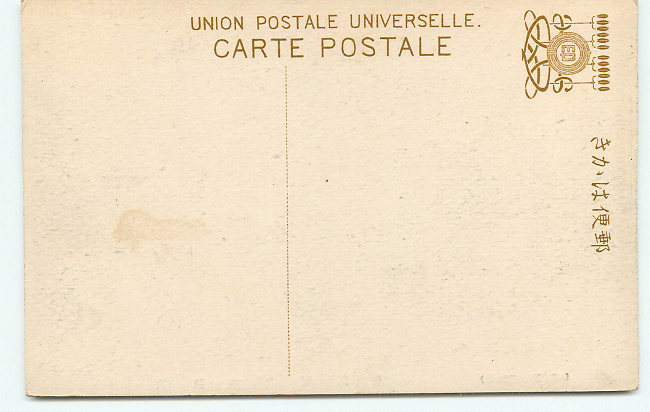 UNION POSTALE UNIVERSELLE.
CARTE POSTALE
郵便はかき